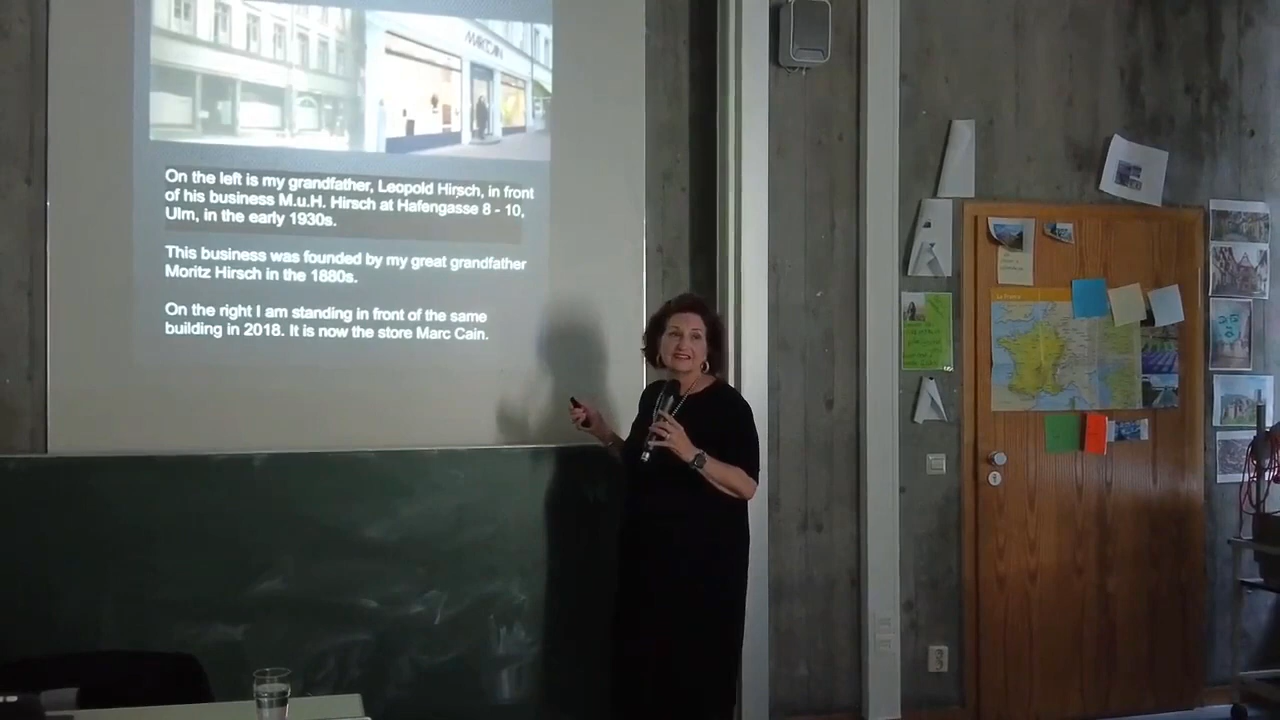 MARC CAIN
On the left is my grandfather, Leopold Hirsch, in front
of his business M.u.H. Hirsch at Hafengasse 8 - 10,
Ulm, in the early 1930s.
This business was founded by my great grandfather
Moritz Hirsch in the 1880s.
On the right I am standing in front of the same
building in 2018. It is now the store Marc Cain.
La France